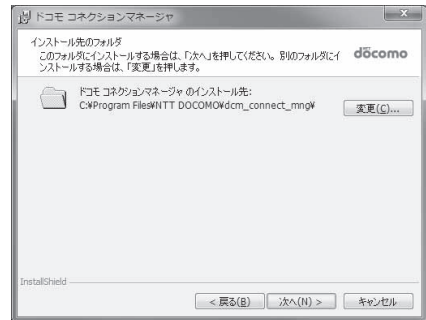 ドコモ コネクションマネージャ
インストール先のフォルダ
このフォルダにインストールする場合は、「次へ」を押してください。別のフォルダにイ
ンストールする場合は、「変更」を押します。
döcomo
ドコモ コネクションマネージャ のインストール先:
C:¥Program Files¥NTT DOCOMO¥dcm_connect_mng¥
変更(C)...
InstallShield
< 戻る(B)
次へ(N) >
キャンセル